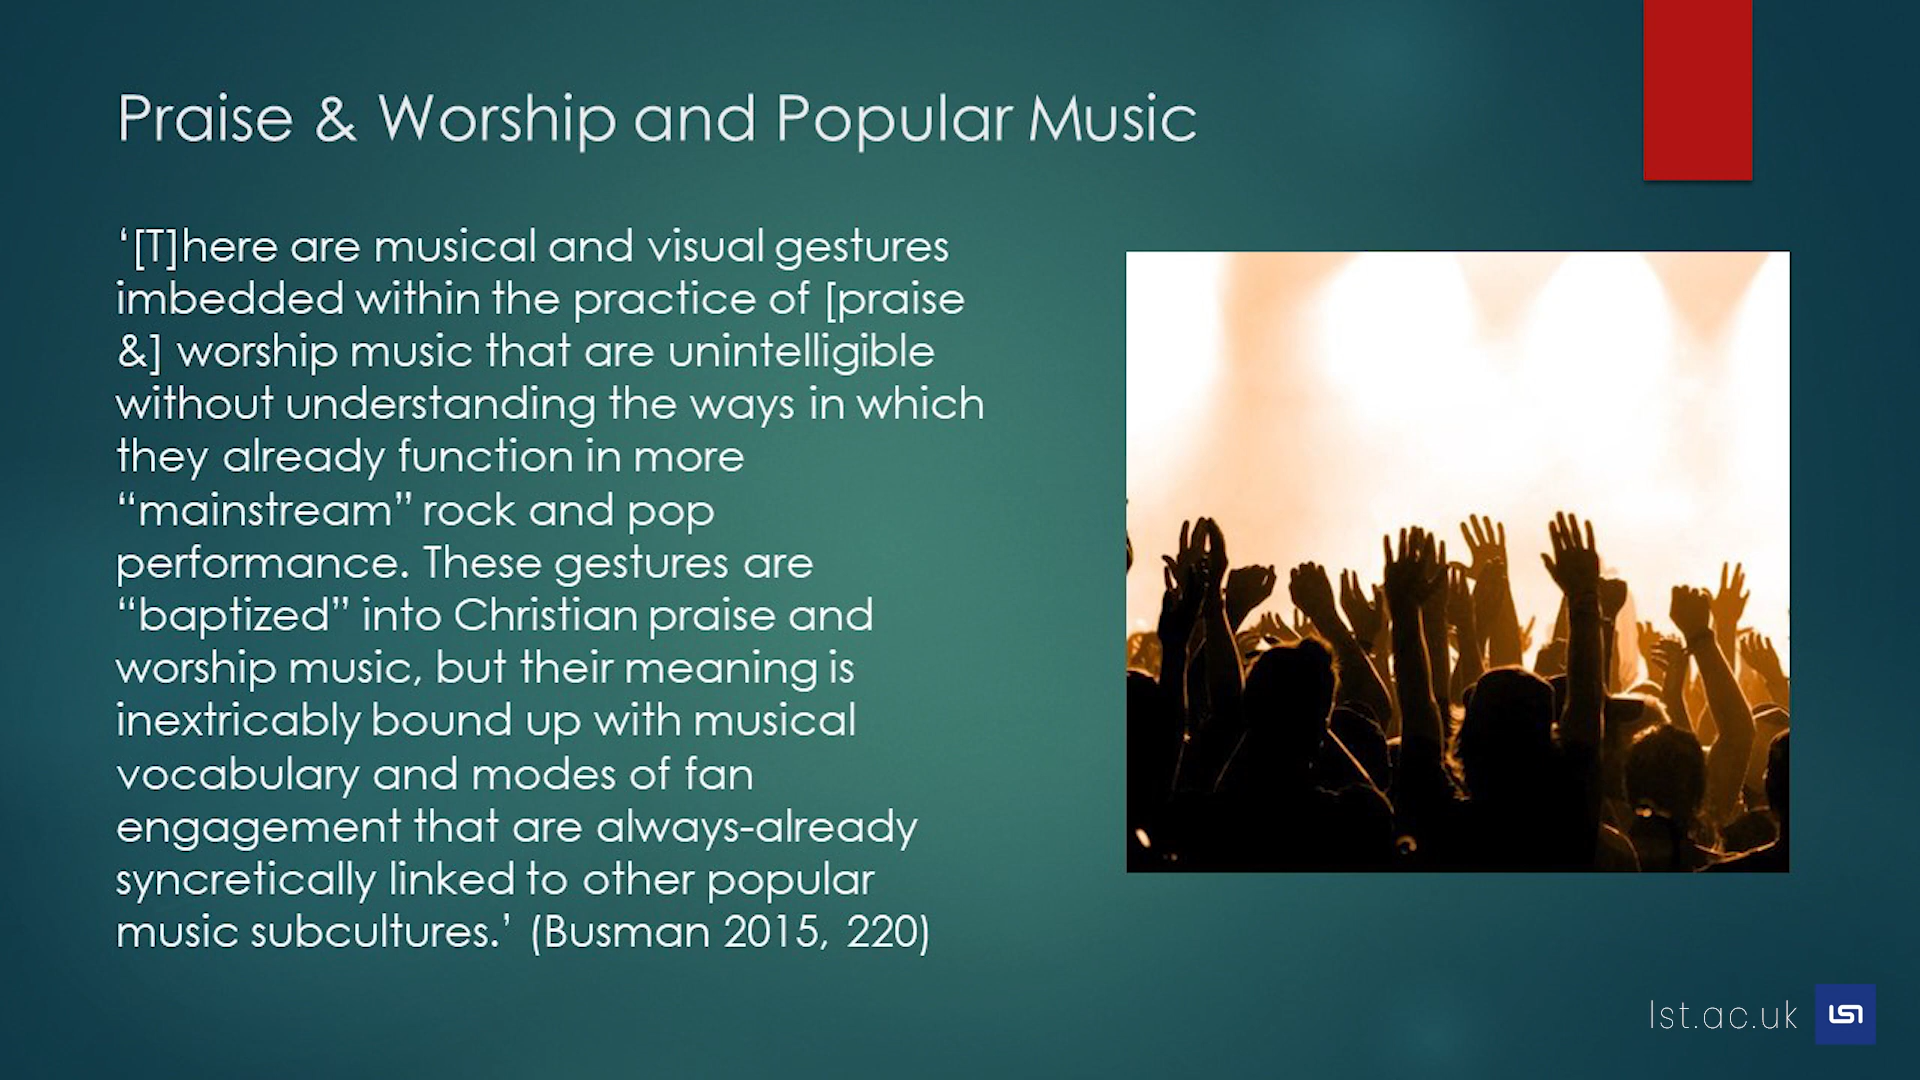 Praise & Worship and Popular Music
‘[T]here are musical and visual gestures
imbedded within the practice of [praise
&] worship music that are unintelligible
without understanding the ways in which
they already function in more
“mainstream” rock and pop
performance. These gestures are
“baptized” into Christian praise and
worship music, but their meaning is
inextricably bound up with musical
vocabulary and modes of fan
engagement that are always-already
syncretically linked to other popular
music subcultures.’ (Busman 2015, 220)
lst.ac.uk
LST